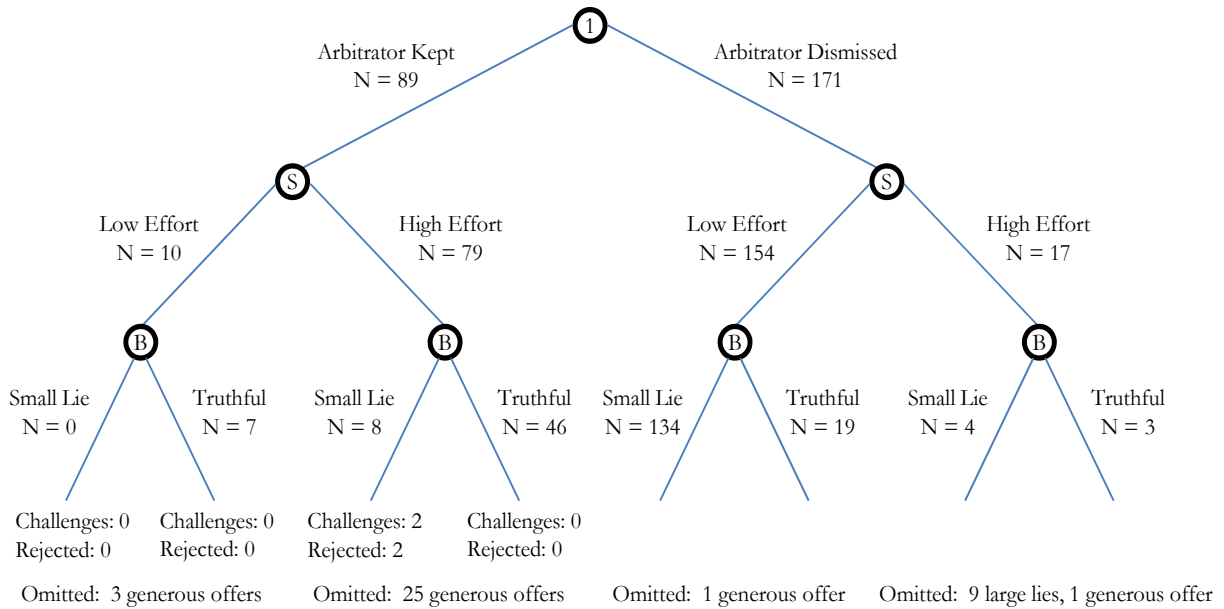 1
Arbitrator Kept
N = 89
Arbitrator Dismissed
N = 171
S
S
Low Effort
N = 10
High Effort
N = 79
Low Effort
N = 154
High Effort
N = 17
B
B
B
B
Small Lie
N = 0
Truthful
N = 7
Small Lie
N = 8
Truthful
N = 46
Small Lie
N = 134
Truthful
N = 19
Small Lie
N = 4
Truthful
N = 3
Challenges: 0
Rejected: 0
Challenges: 0
Rejected: 0
Challenges: 2
Rejected: 2
Challenges: 0
Rejected: 0
Omitted: 3 generous offers
Omitted: 25 generous offers
Omitted: 1 generous offer
Omitted: 9 large lies, 1 generous offer